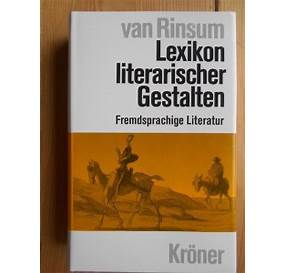 van Rinsum
Lexikon
literarischer
Gestalten
Fremdsprachige Literatur
Kröner